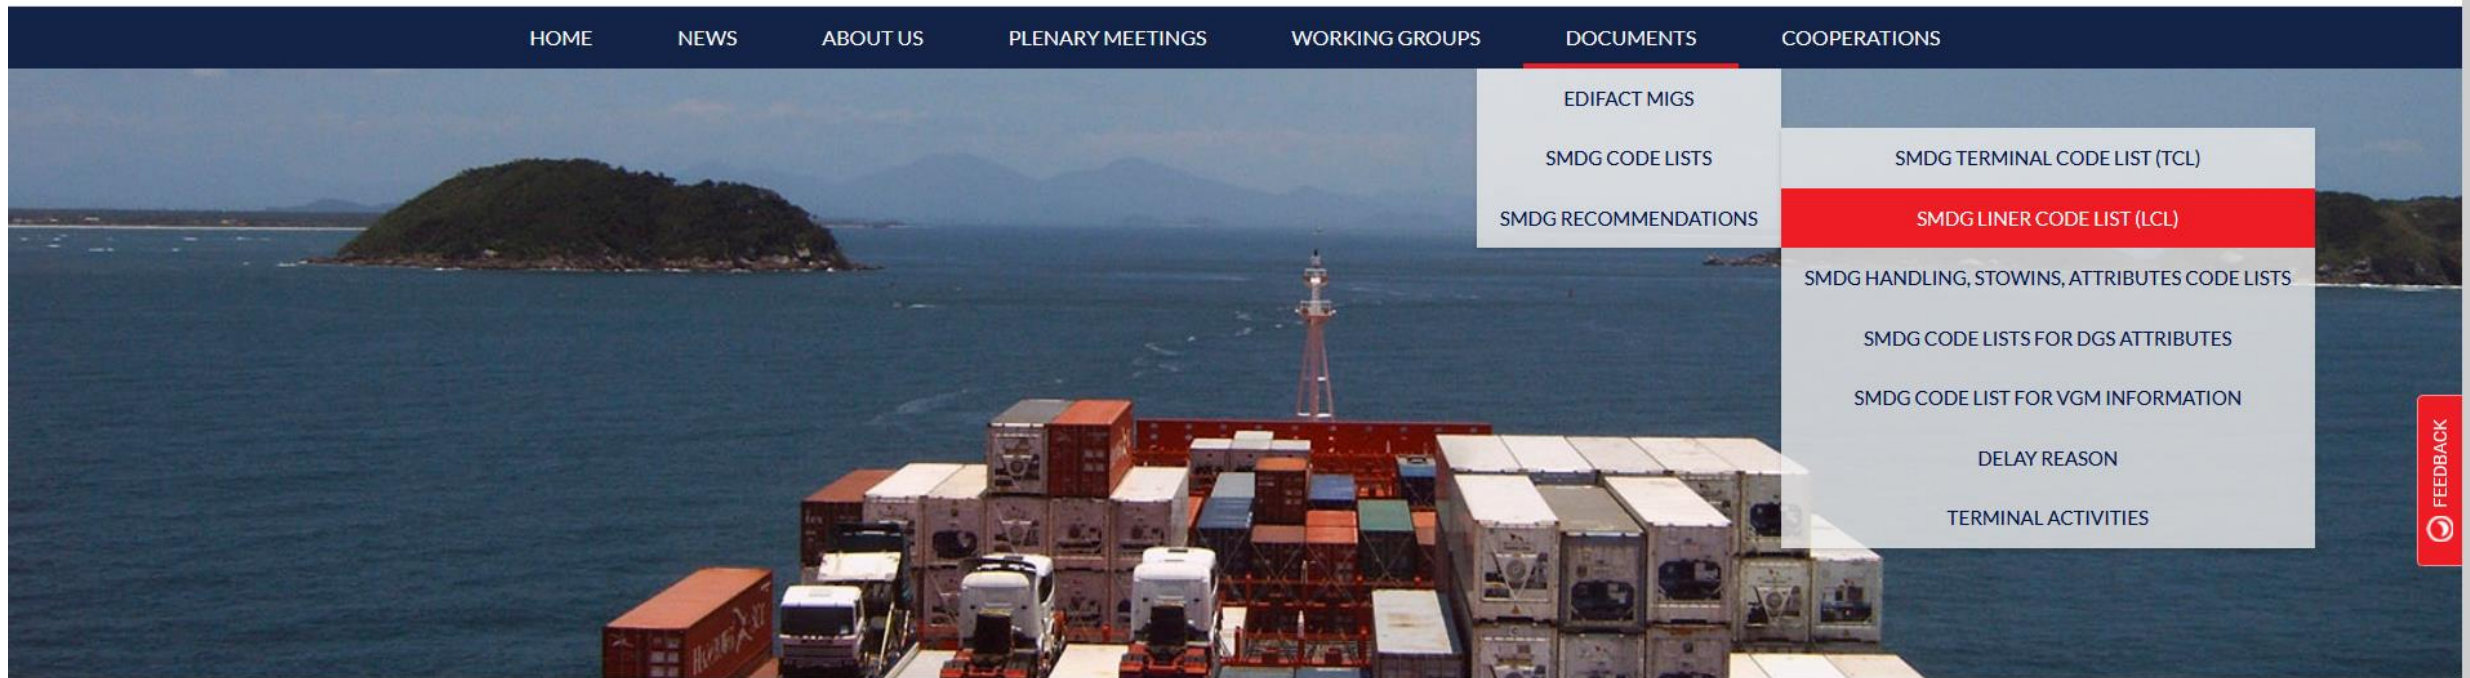 HOME
NEWS
ABOUT US
PLENARY MEETINGS
WORKING GROUPS
DOCUMENTS
COOPERATIONS
EDIFACT MIGS
SMDG CODE LISTS
SMDG RECOMMENDATIONS
SMDG TERMINAL CODE LIST (TCL)
SMDG LINER CODE LIST (LCL)
SMDG HANDLING, STOWINS, ATTRIBUTES CODE LISTS
SMDG CODE LISTS FOR DGS ATTRIBUTES
SMDG CODE LIST FOR VGM INFORMATION
DELAY REASON
TERMINAL ACTIVITIES
FEEDBACK